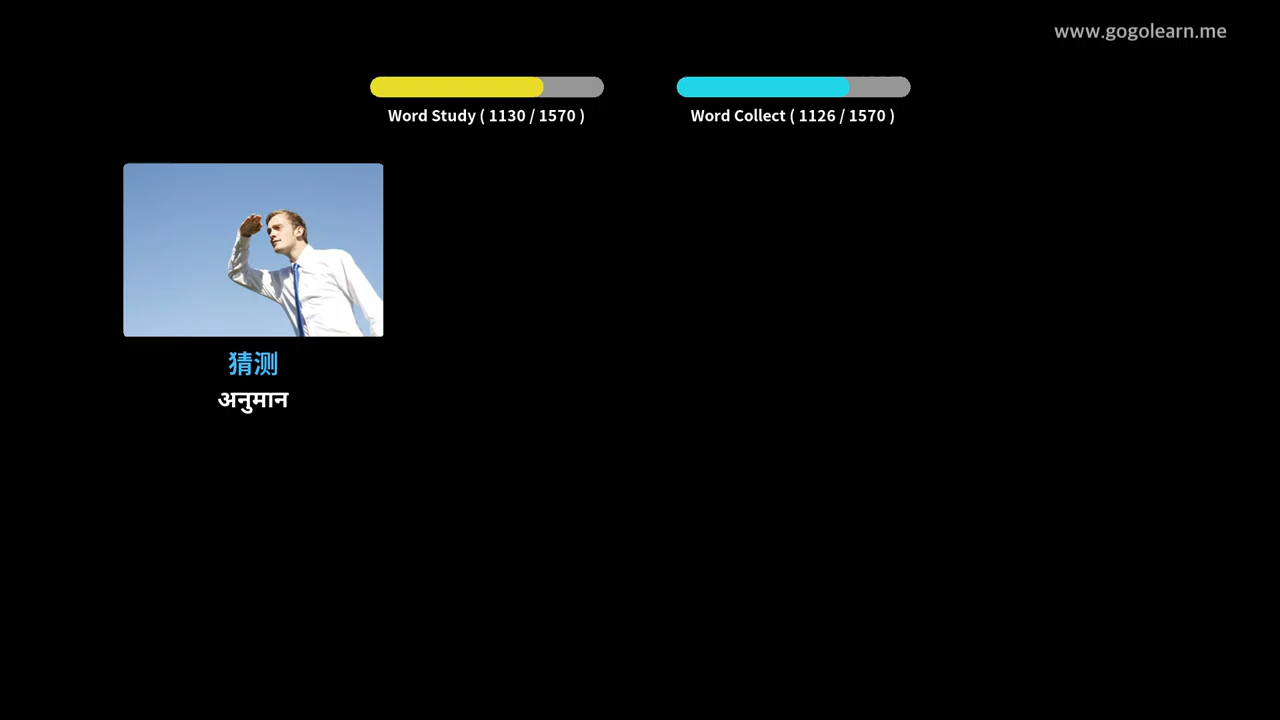 www.gogolearn.me
Word Study ( 1130 / 1570 )
Word Collect ( 1126 / 1570 )
猜测
अनुमान